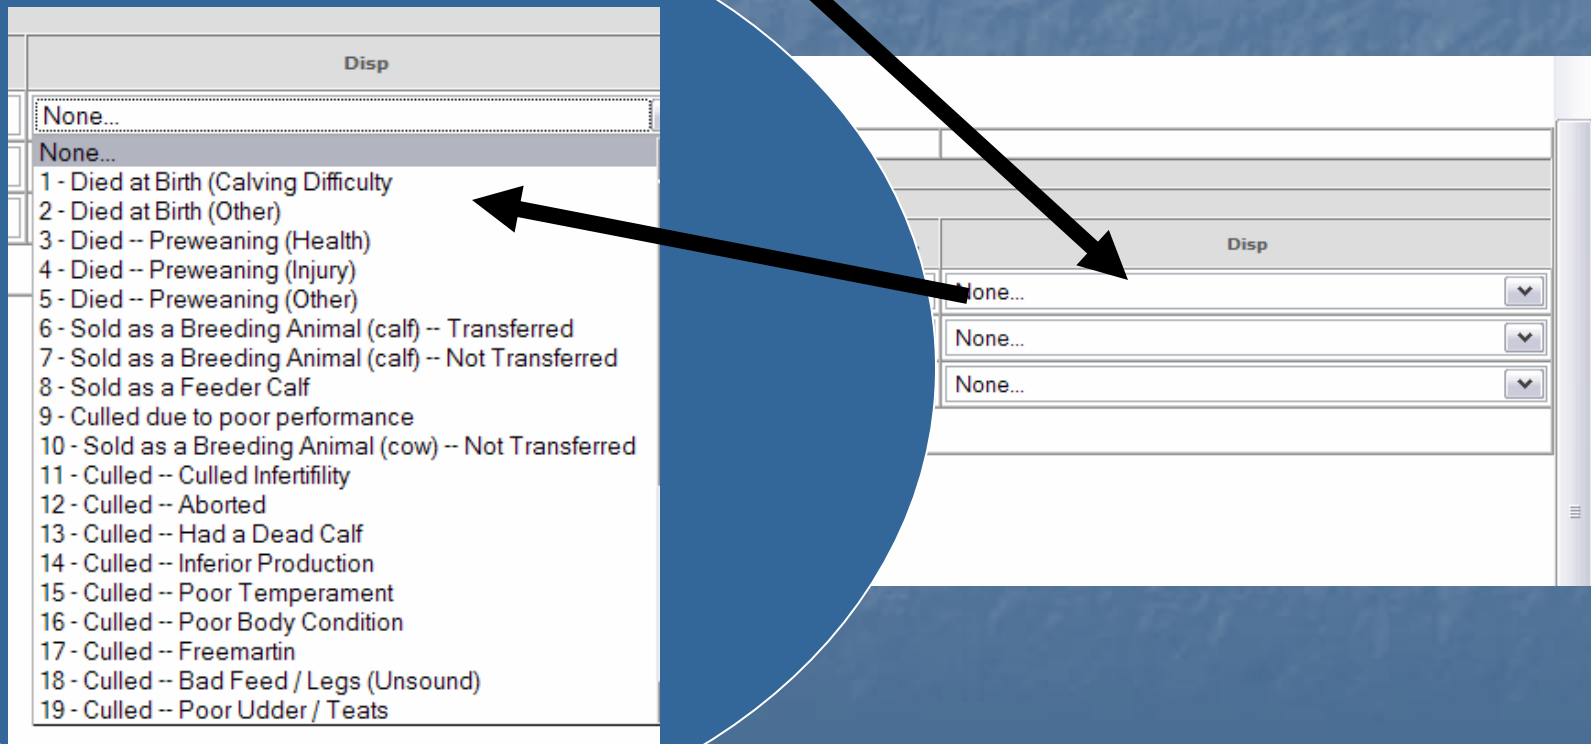 Disp
None...
None...
1 - Died at Birth (Calving Difficulty
2 - Died at Birth (Other)
3 - Died -- Preweaning (Health)
4 - Died -- Preweaning (Injury)
5 - Died -- Preweaning (Other)
6 - Sold as a Breeding Animal (calf) -- Transferred
7 - Sold as a Breeding Animal (calf) -- Not Transferred
8 - Sold as a Feeder Calf
9 - Culled due to poor performance
10 - Sold as a Breeding Animal (cow) -- Not Transferred
11 - Culled -- Culled Infertifility
12 - Culled -- Aborted
13 - Culled -- Had a Dead Calf
14 - Culled -- Inferior Production
15 - Culled -- Poor Temperament
16 - Culled -- Poor Body Condition
17 - Culled -- Freemartin
18 - Culled -- Bad Feed / Legs (Unsound)
19 - Culled -- Poor Udder / Teats
Disp
None...
None...
None...